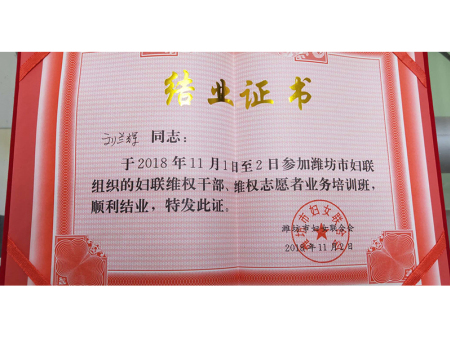 结业证书
刘兰辉 同志：
于2018年11月1日至2日参加潍坊市妇联
组织的妇联维权干部、维权志愿者业务培训班，
顺利结业，特发此证。
潍坊市妇女联合会
2018年11月2日